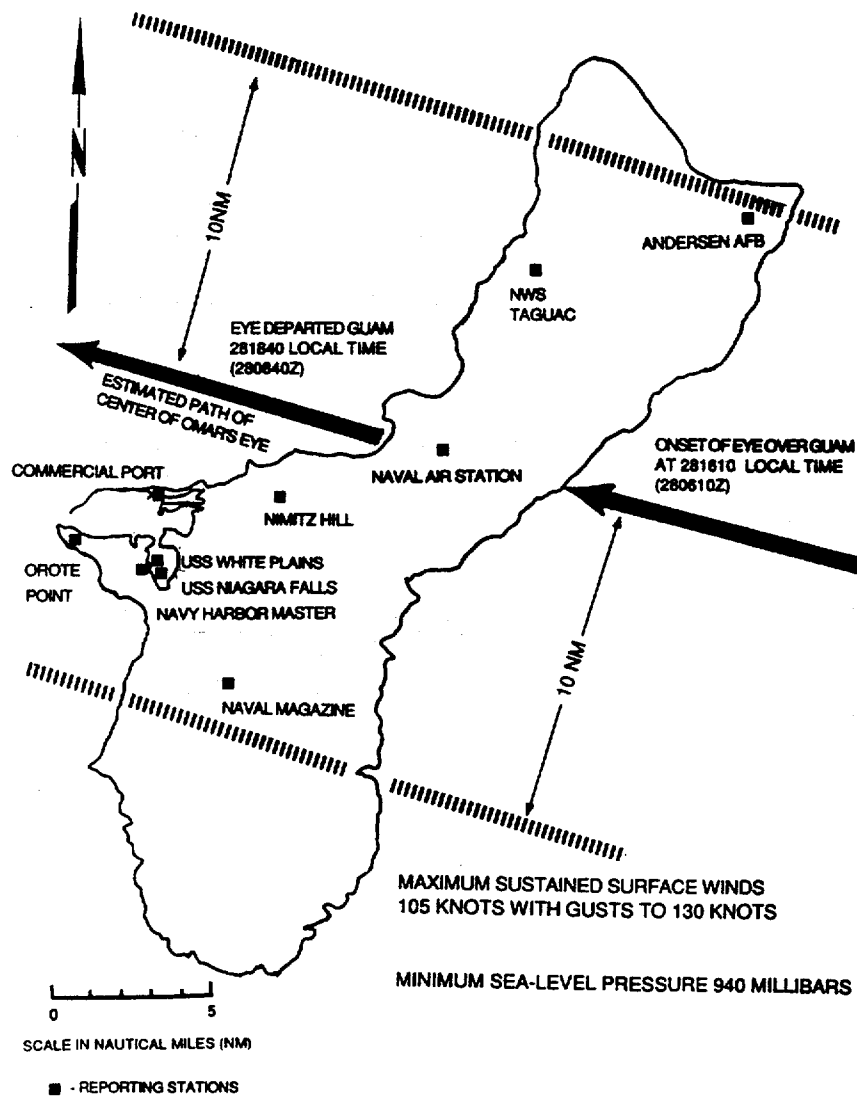 N
10NM
ANDERSEN AFB
NWS
TAGUAC
EYE DEPARTED GUAM
281640 LOCAL TIME
(280640Z)
ESTIMATED PATH OF
CENTER OF OMAR'S EYE
ONSET OF EYE OVER GUAM
AT 281610 LOCAL TIME
(280610Z)
NAVAL AIR STATION
COMMERCIAL PORT
NIMITZ HILL
OROTE
POINT
USS WHITE PLAINS
USS NIAGARA FALLS
NAVY HARBOR MASTER
10 NM
NAVAL MAGAZINE
MAXIMUM SUSTAINED SURFACE WINDS
105 KNOTS WITH GUSTS TO 130 KNOTS
MINIMUM SEA-LEVEL PRESSURE 940 MILLIBARS
0 5
SCALE IN NAUTICAL MILES (NM)
- REPORTING STATIONS